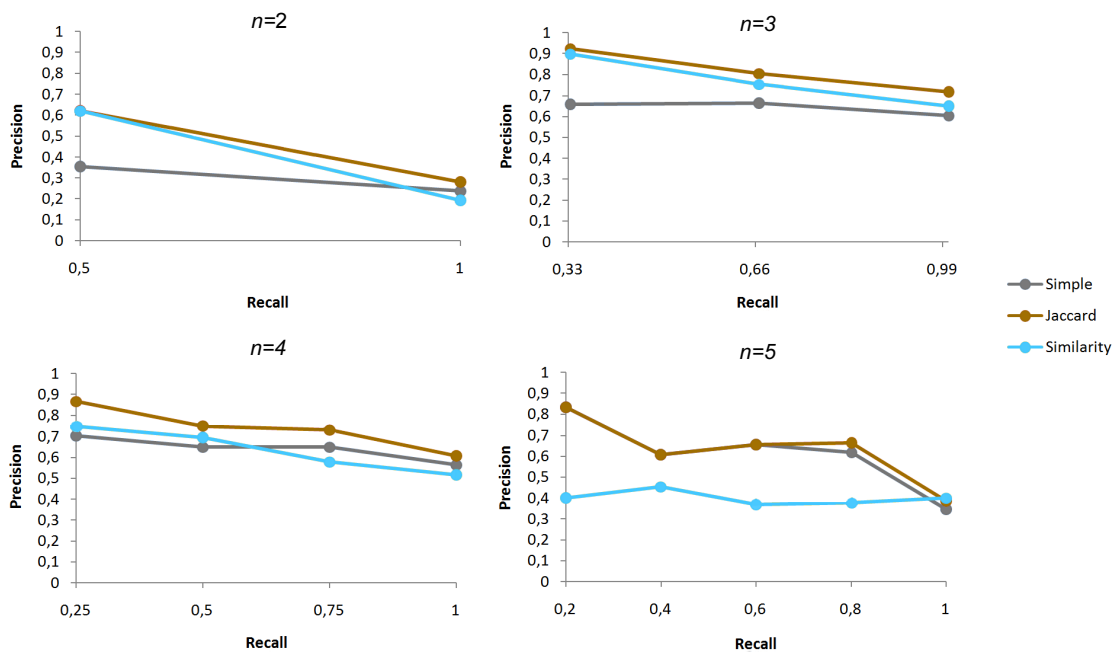 n=2
1
0,9
0,8
0,7
0,6
0,5
0,4
0,3
0,2
0,1
0
Precision
0,5 1
Recall
n=3
1
0,9
0,8
0,7
0,6
0,5
0,4
0,3
0,2
0,1
0
Precision
0,33 0,66 0,99
Recall
Simple
Jaccard
Similarity
n=4
1
0,9
0,8
0,7
0,6
0,5
0,4
0,3
0,2
0,1
0
Precision
0,25 0,5 0,75 1
Recall
n=5
1
0,9
0,8
0,7
0,6
0,5
0,4
0,3
0,2
0,1
0
Precision
0,2 0,4 0,6 0,8 1
Recall